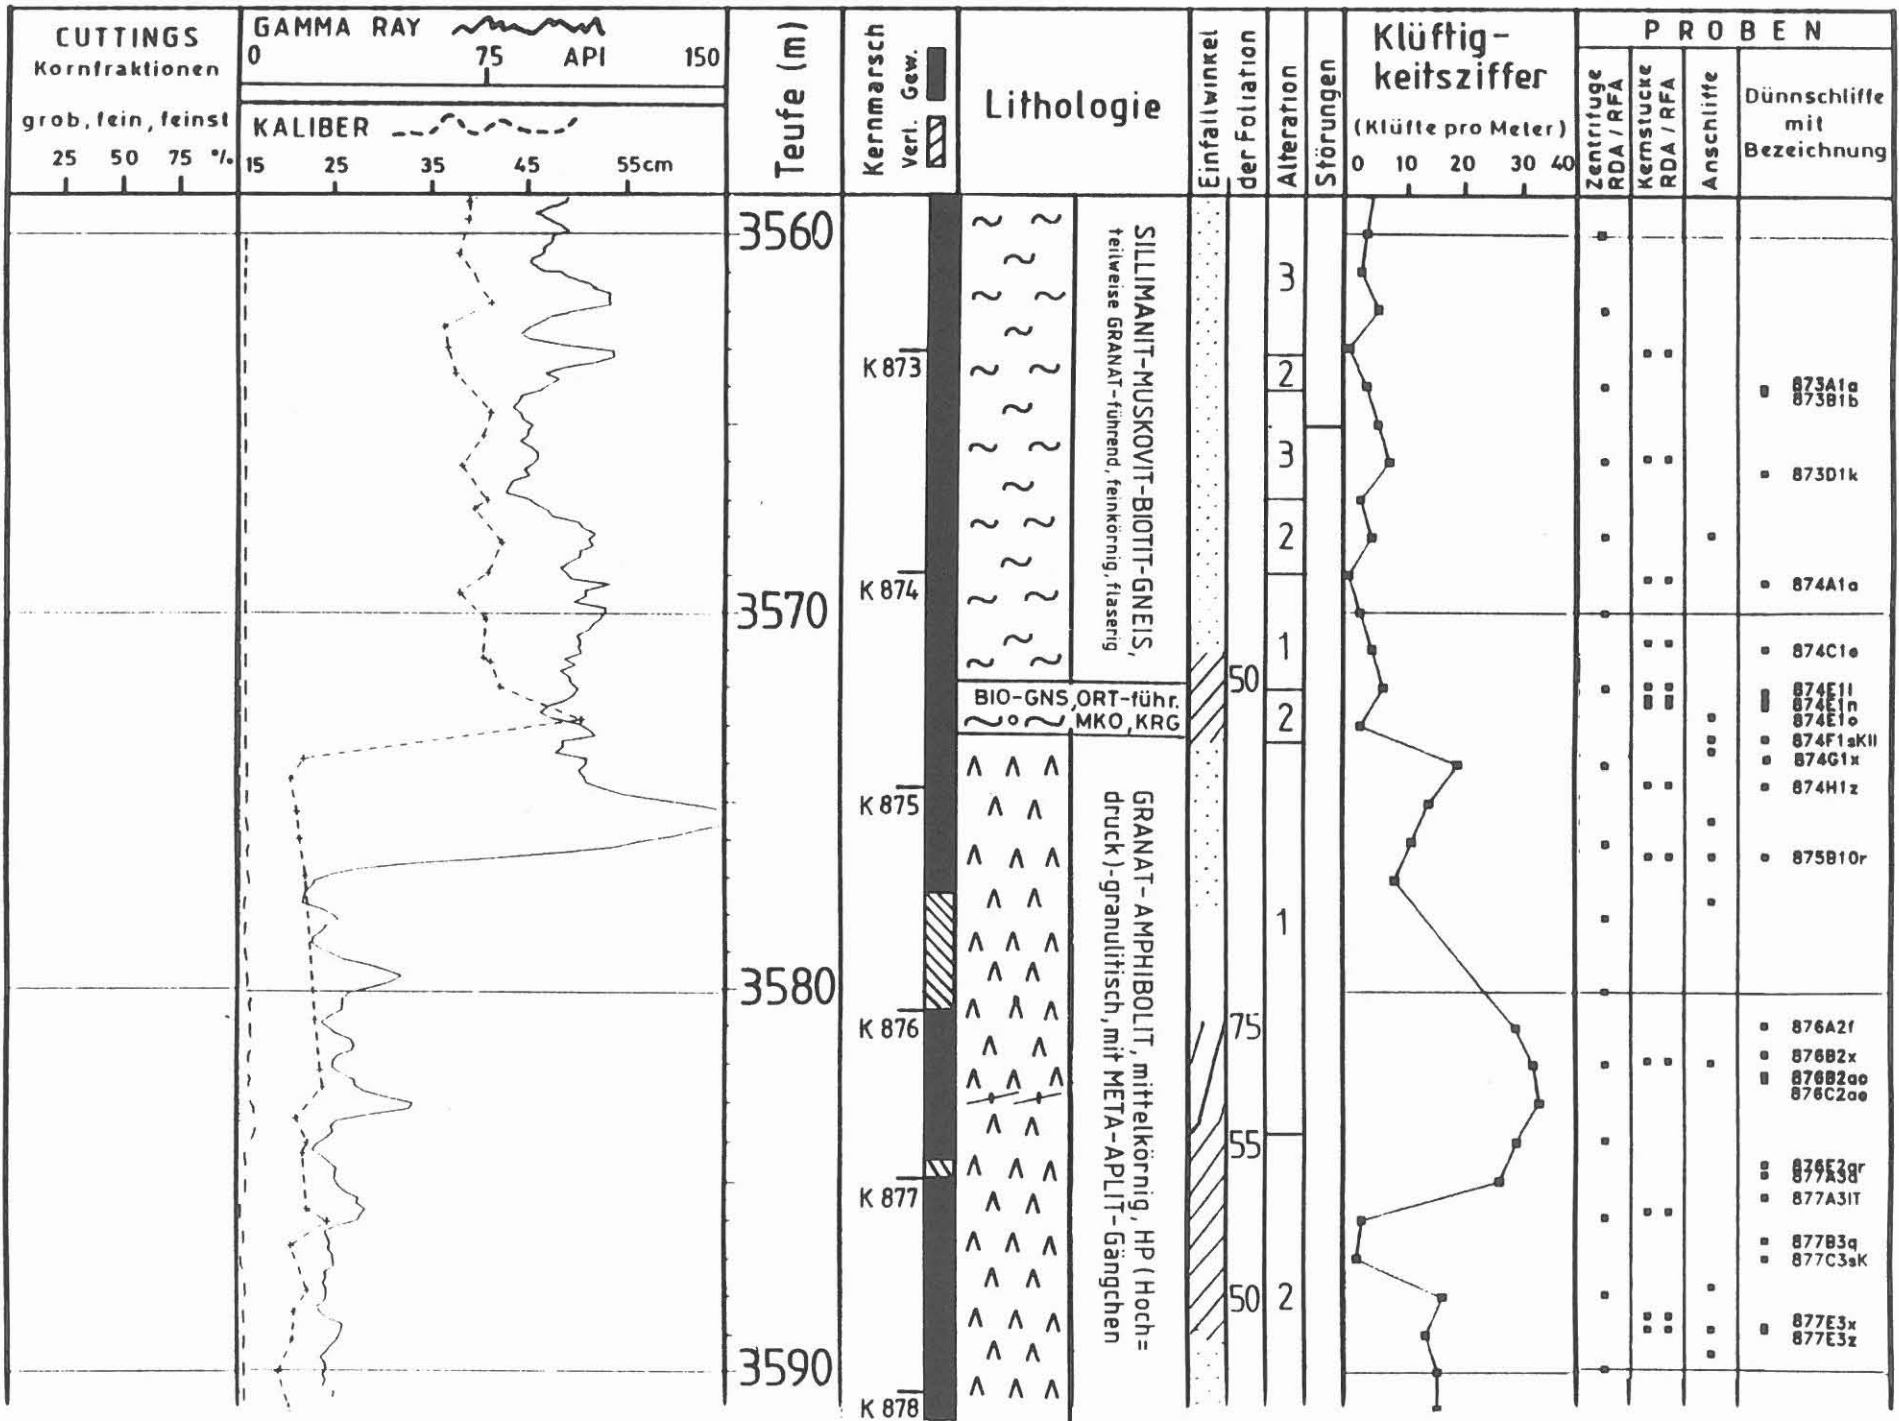 CUTTINGS
Kornfraktionen
grob, fein, feinst
25 50 75 %
GAMMA RAY
0 75 API 150
KALIBER
15 25 35 45 55cm
Teufe (m)
Kernmarsch
Verl. Gew.
Lithologie
Einfallwinkel
der Foliation
Alteration
Störungen
Klüftig-
keitsziffer
(Klüfte pro Meter)
0 10 20 30 40
PROBEN
Zentrifuge
RDA / RFA
Kernstücke
RDA / RFA
Anschliffe
Dünnschliffe
mit
Bezeichnung
3560
3570
3580
3590
K 873
K 874
K 875
K 876
K 877
K 878
SILLIMANIT-MUSKOVIT-BIOTIT-GNEIS,
teilweise GRANAT-führend, feinkörnig, flaserig
BIO-GNS, ORT-führ.
MKO, KRG
GRANAT-AMPHIBOLIT, mittelkörnig, HP (Hoch=
druck)-granulitisch, mit META-APLIT-Gängchen
50
75
55
50
3
2
3
2
1
2
1
2
873A1a
873B1b
873D1k
874A1a
874C1e
874E1l
874E1n
874E1o
874F1sKII
874G1x
874H1z
875B10r
876A2f
876B2x
876B2ao
876C2ae
876E2ar
877A3a
877A3lT
877B3q
877C3sK
877E3x
877E3z